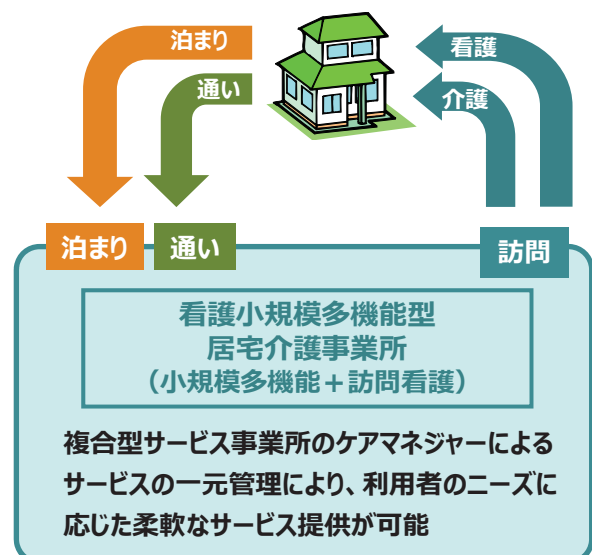 泊まり
通い
看護
介護
泊まり
通い
訪問
看護小規模多機能型
居宅介護事業所
（小規模多機能＋訪問看護）
複合型サービス事業所のケアマネジャーによる
サービスの一元管理により、利用者のニーズに
応じた柔軟なサービス提供が可能